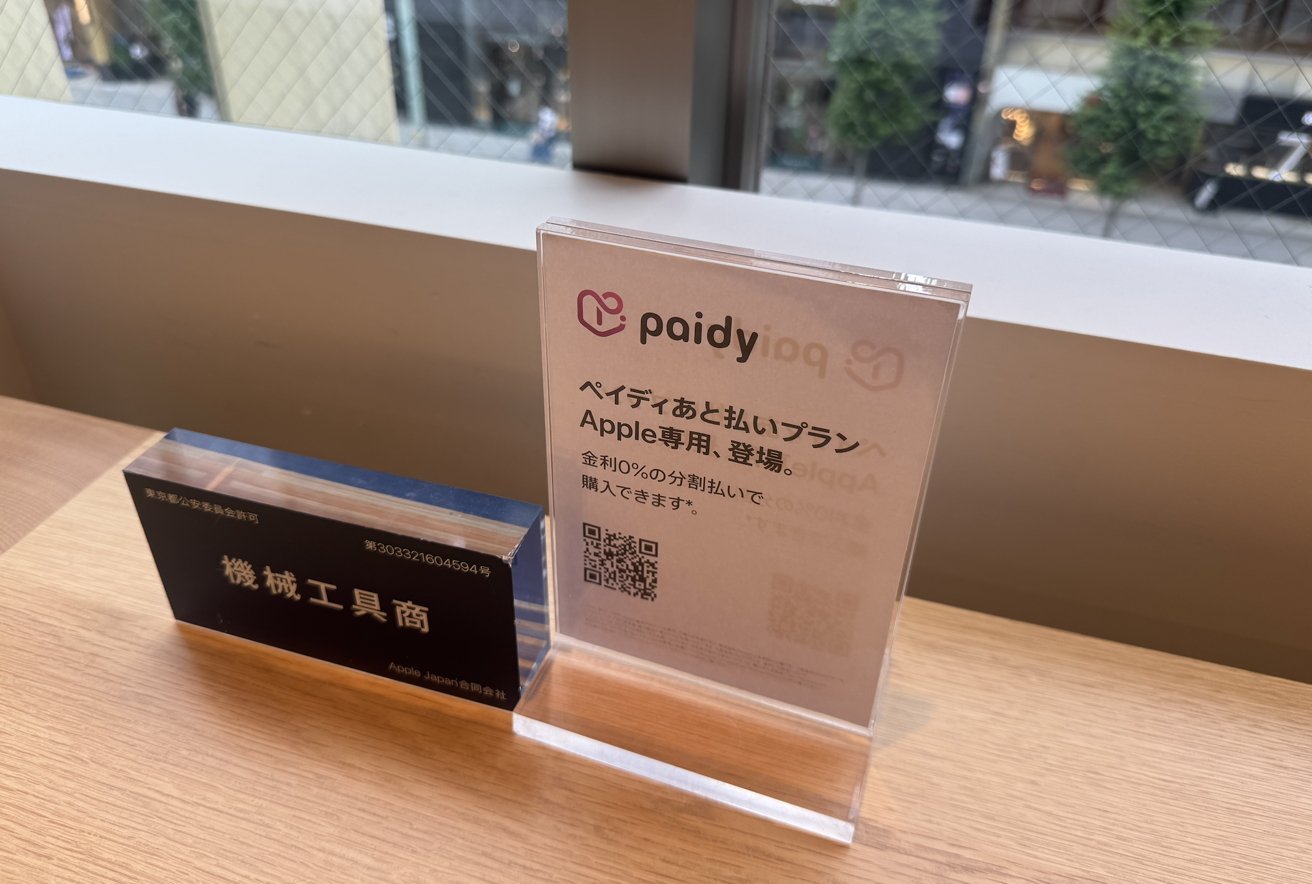 東京都公安委員会許可
第303321604594号
機械工具商
Apple Japan合同会社
paidy
ペイディあと払いプラン
Apple専用、登場。
金利0%の分割払いで
購入できます*。